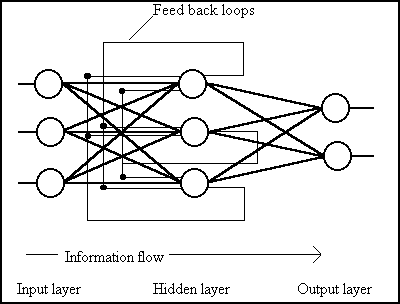 Feed back loops
Information flow
Input layer
Hidden layer
Output layer